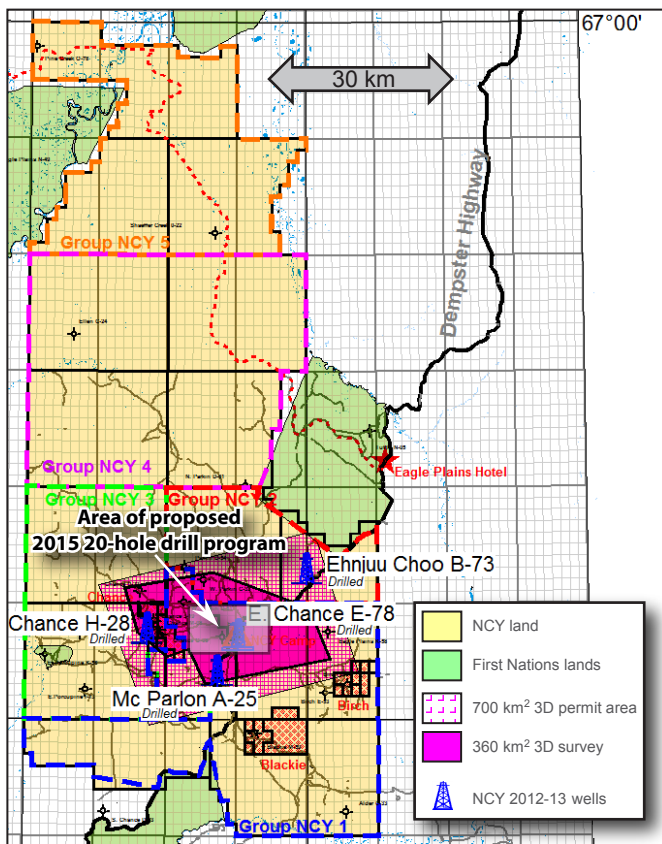 67°00'
30 km
Dempster Highway
Group NCY 5
Group NCY 4
Eagle Plains Hotel
Group NCY 3
Group NCY 2
Area of proposed
2015 20-hole drill program
Ehnjuu Choo B-73
Drilled
Chance H-28
Drilled
E. Chance E-78
Drilled
Mc Parlon A-25
Drilled
Birch
Blackie
Group NCY 1
NCY land
First Nations lands
700 km² 3D permit area
360 km² 3D survey
NCY 2012-13 wells